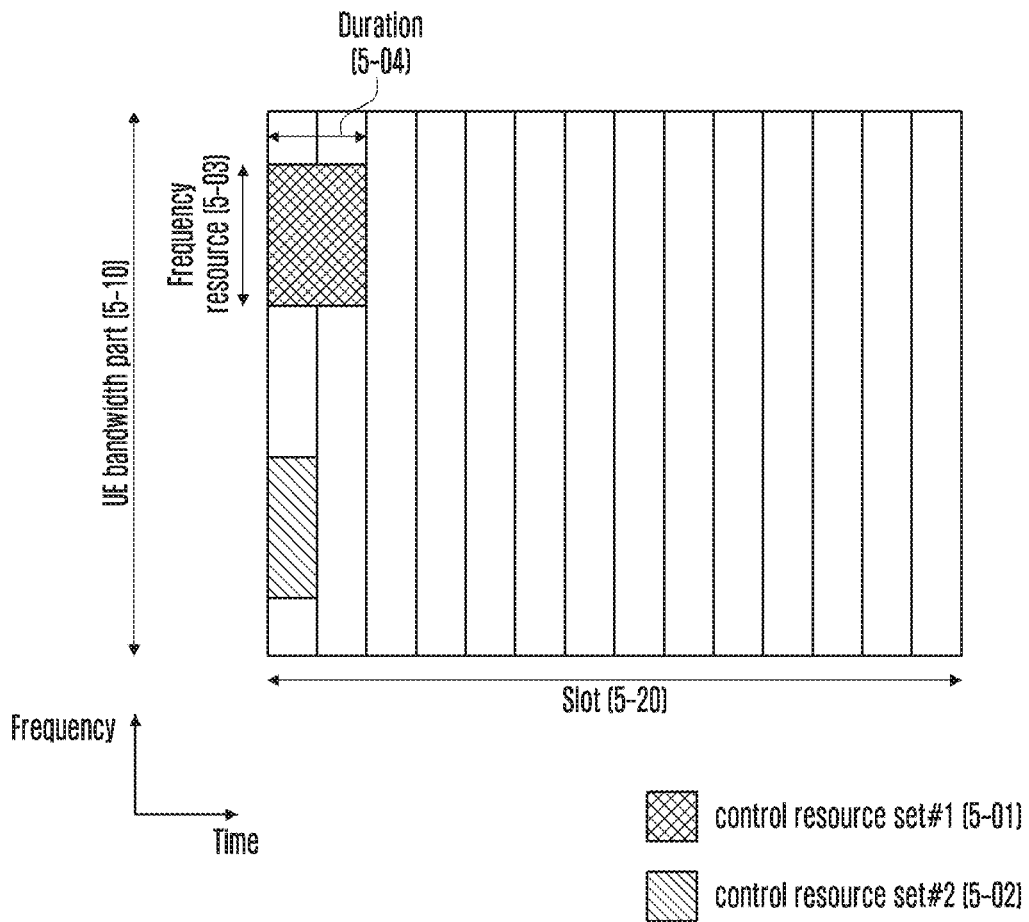 Duration
(5-04)
Frequency
resource (5-03)
UE bandwidth part (5-10)
Slot (5-20)
Frequency
Time
control resource set#1 (5-01)
control resource set#2 (5-02)